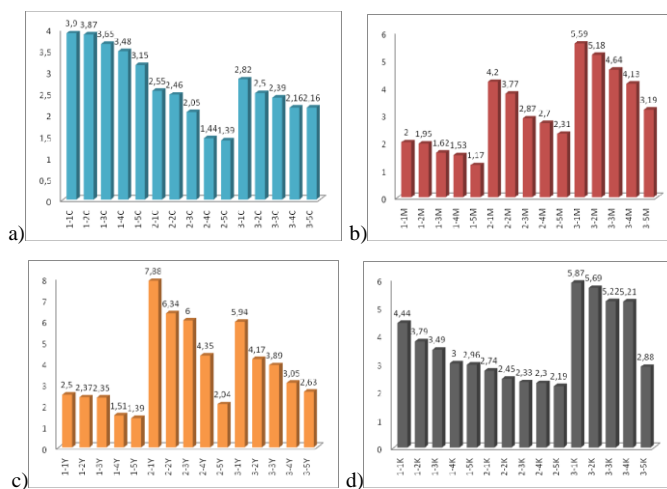 4
3,5
3
2,5
2
1,5
1
0,5
0
3,9
3,87
3,65
3,48
3,15
2,55
2,46
2,05
1,44
1,39
2,82
2,5
2,39
2,16
2,16
1-1C
1-2C
1-3C
1-4C
1-5C
2-1C
2-2C
2-3C
2-4C
2-5C
3-1C
3-2C
3-3C
3-4C
3-5C
a)
6
5
4
3
2
1
0
2
1,95
1,62
1,53
1,17
4,2
3,77
2,87
2,7
2,31
5,59
5,18
4,64
4,13
3,19
1-1M
1-2M
1-3M
1-4M
1-5M
2-1M
2-2M
2-3M
2-4M
2-5M
3-1M
3-2M
3-3M
3-4M
3-5M
b)
8
7
6
5
4
3
2
1
0
2,5
2,37
2,35
1,51
1,39
7,88
6,34
6
4,35
2,04
5,94
4,17
3,89
3,05
2,63
1-1Y
1-2Y
1-3Y
1-4Y
1-5Y
2-1Y
2-2Y
2-3Y
2-4Y
2-5Y
3-1Y
3-2Y
3-3Y
3-4Y
3-5Y
c)
6
5
4
3
2
1
0
4,44
3,79
3,49
3
2,96
2,74
2,45
2,33
2,3
2,19
5,87
5,69
5,22
5,21
2,88
1-1K
1-2K
1-3K
1-4K
1-5K
2-1K
2-2K
2-3K
2-4K
2-5K
3-1K
3-2K
3-3K
3-4K
3-5K
d)